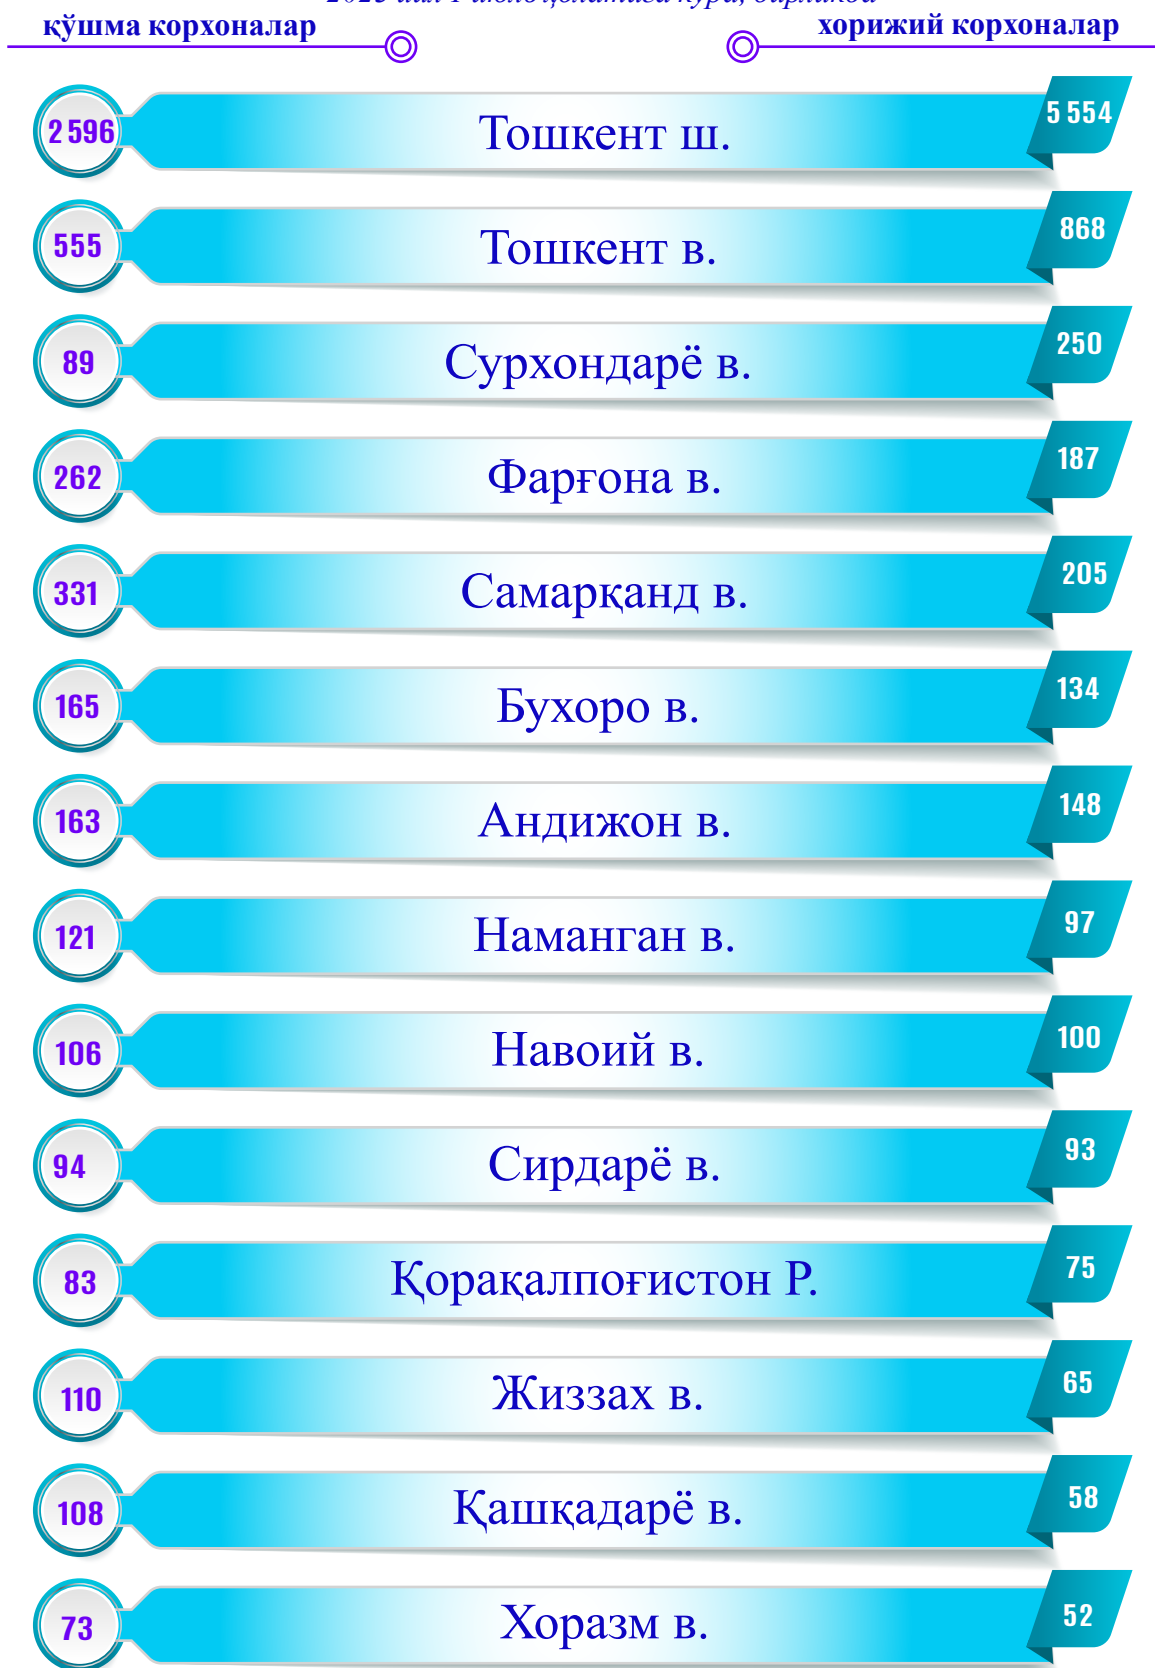 қўшма корхоналар
хорижий корхоналар
2 596 Тошкент ш. 5 554
555 Тошкент в. 868
89 Сурхондарё в. 250
262 Фарғона в. 187
331 Самарқанд в. 205
165 Бухоро в. 134
163 Андижон в. 148
121 Наманган в. 97
106 Навоий в. 100
94 Сирдарё в. 93
83 Қорақалпоғистон Р. 75
110 Жиззах в. 65
108 Қашқадарё в. 58
73 Хоразм в. 52